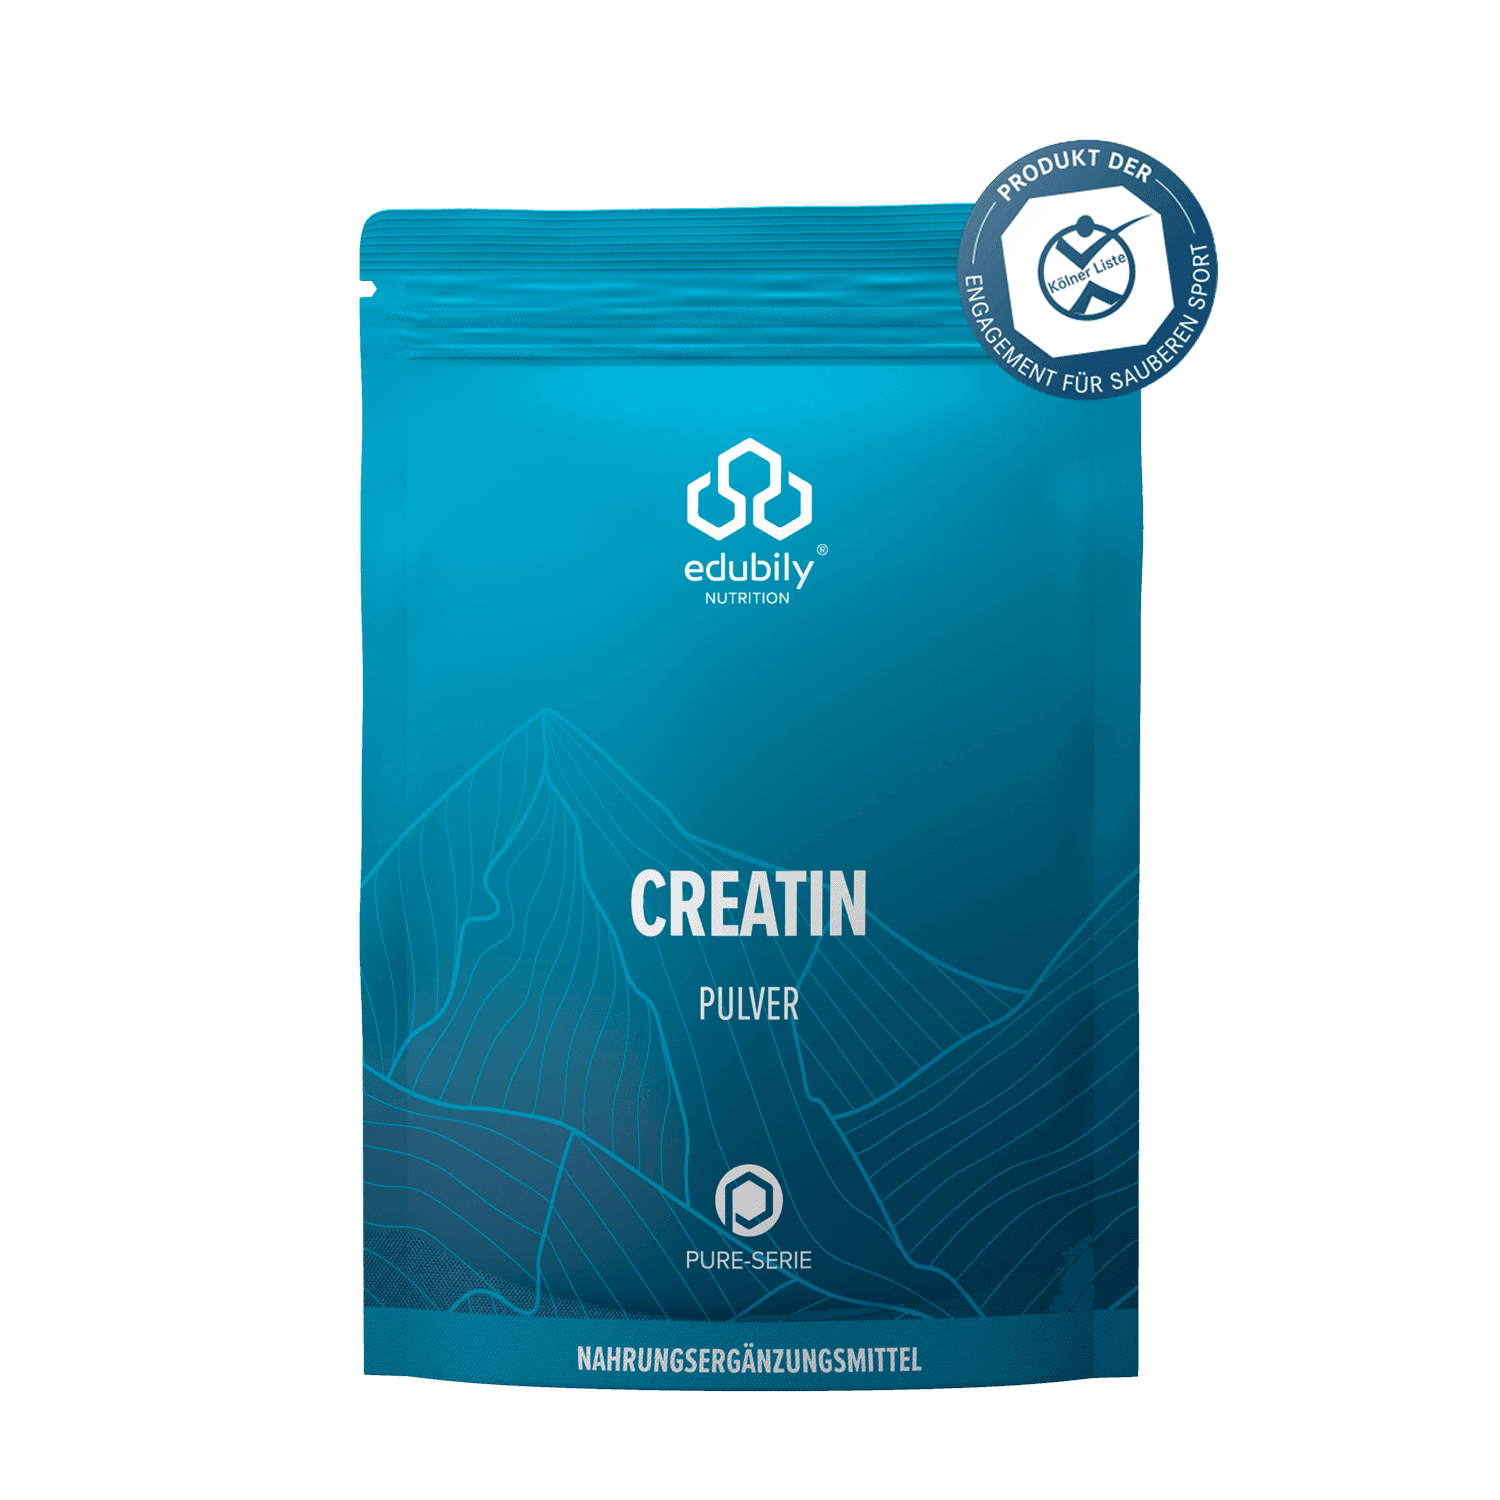 PRODUKT DER
Kölner Liste
ENGAGEMENT FÜR SAUBEREN SPORT
edubily®
NUTRITION
CREATIN
PULVER
PURE-SERIE
NAHRUNGSERGÄNZUNGSMITTEL